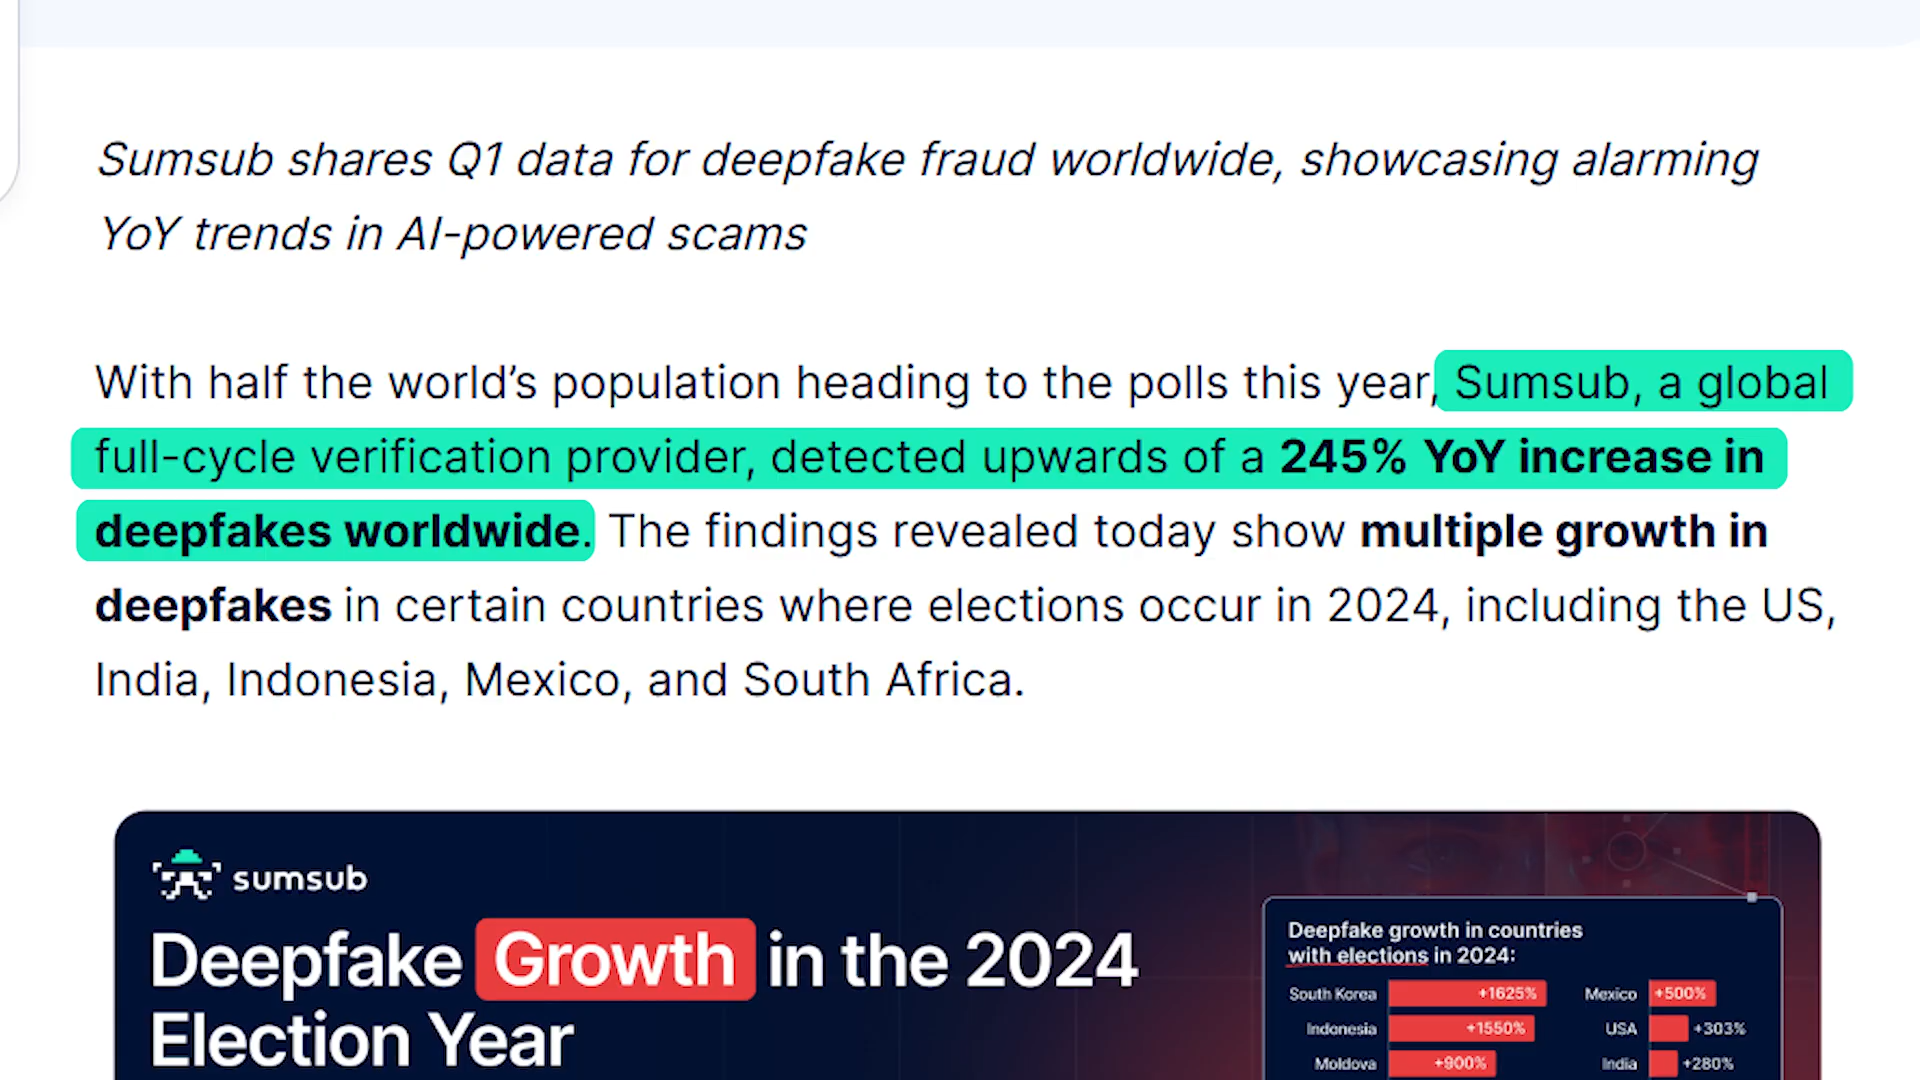 Sumsub shares Q1 data for deepfake fraud worldwide, showcasing alarming
YoY trends in AI-powered scams
With half the world’s population heading to the polls this year, Sumsub, a global
full-cycle verification provider, detected upwards of a 245% YoY increase in
deepfakes worldwide. The findings revealed today show multiple growth in
deepfakes in certain countries where elections occur in 2024, including the US,
India, Indonesia, Mexico, and South Africa.
sumsub
Deepfake Growth in the 2024
Election Year
Deepfake growth in countries
with elections in 2024:
South Korea +1625%
Indonesia +1550%
Moldova +900%
Mexico +500%
USA +303%
India +280%